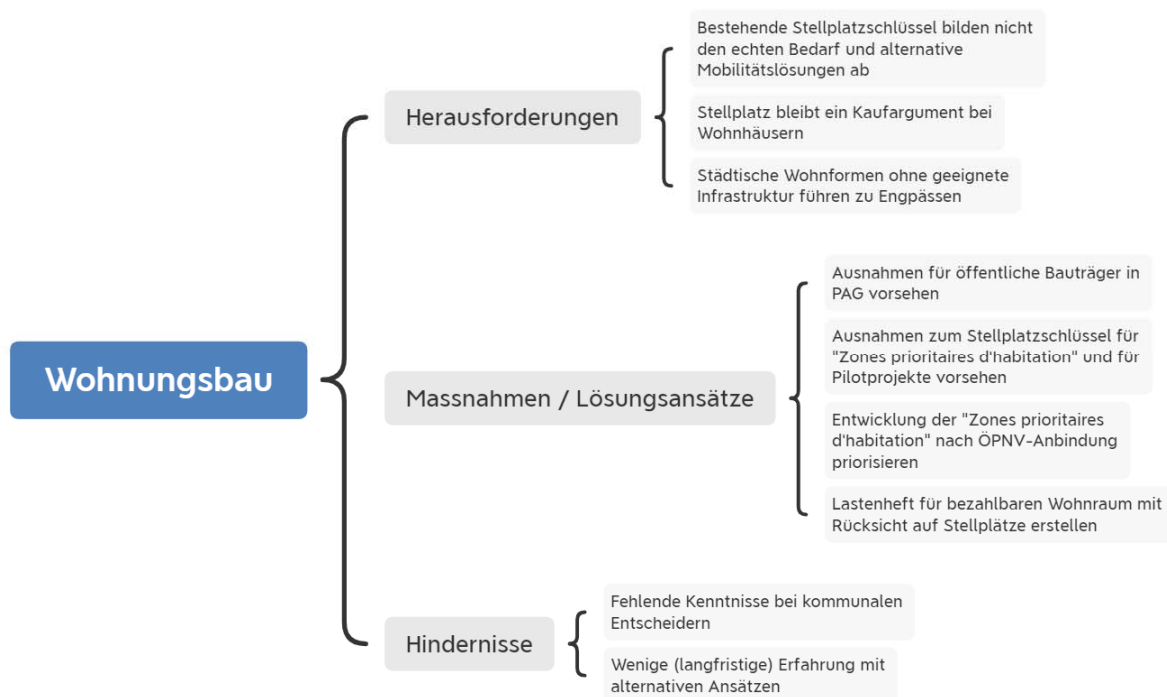 Wohnungsbau
Herausforderungen
Bestehende Stellplatzschlüssel bilden nicht
den echten Bedarf und alternative
Mobilitätslösungen ab
Stellplatz bleibt ein Kaufargument bei
Wohnhäusern
Städtische Wohnformen ohne geeignete
Infrastruktur führen zu Engpässen
Massnahmen / Lösungsansätze
Ausnahmen für öffentliche Bauträger in
PAG vorsehen
Ausnahmen zum Stellplatzschlüssel für
"Zones prioritaires d'habitation" und für
Pilotprojekte vorsehen
Entwicklung der "Zones prioritaires
d'habitation" nach ÖPNV-Anbindung
priorisieren
Lastenheft für bezahlbaren Wohnraum mit
Rücksicht auf Stellplätze erstellen
Hindernisse
Fehlende Kenntnisse bei kommunalen
Entscheidern
Wenige (langfristige) Erfahrung mit
alternativen Ansätzen